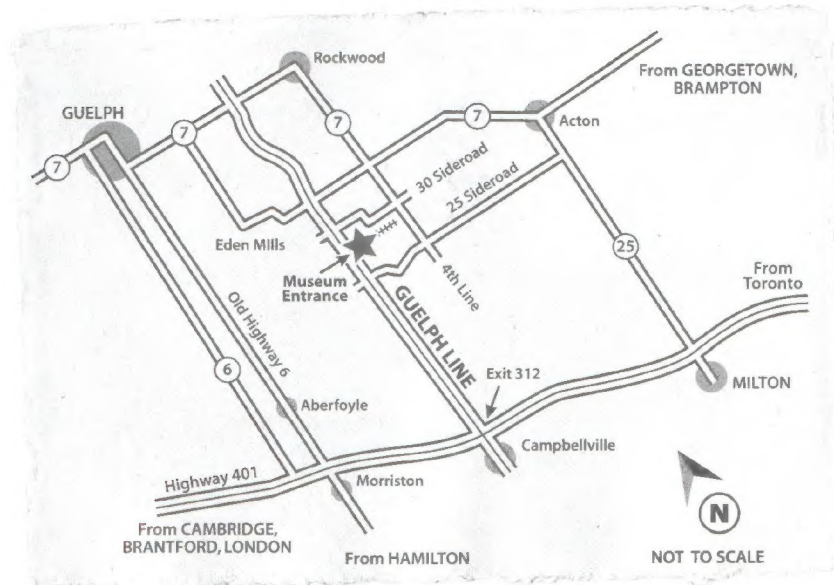 Rockwood
From GEORGETOWN,
BRAMPTON
GUELPH
7
7
7
7
Acton
30 Sideroad
25 Sideroad
Eden Mills
Museum
Entrance
4th Line
25
From
Toronto
Old Highway 6
GUELPH LINE
6
Exit 312
MILTON
Aberfoyle
Campbellville
Highway 401
Morriston
N
From CAMBRIDGE,
BRANTFORD, LONDON
From HAMILTON
NOT TO SCALE